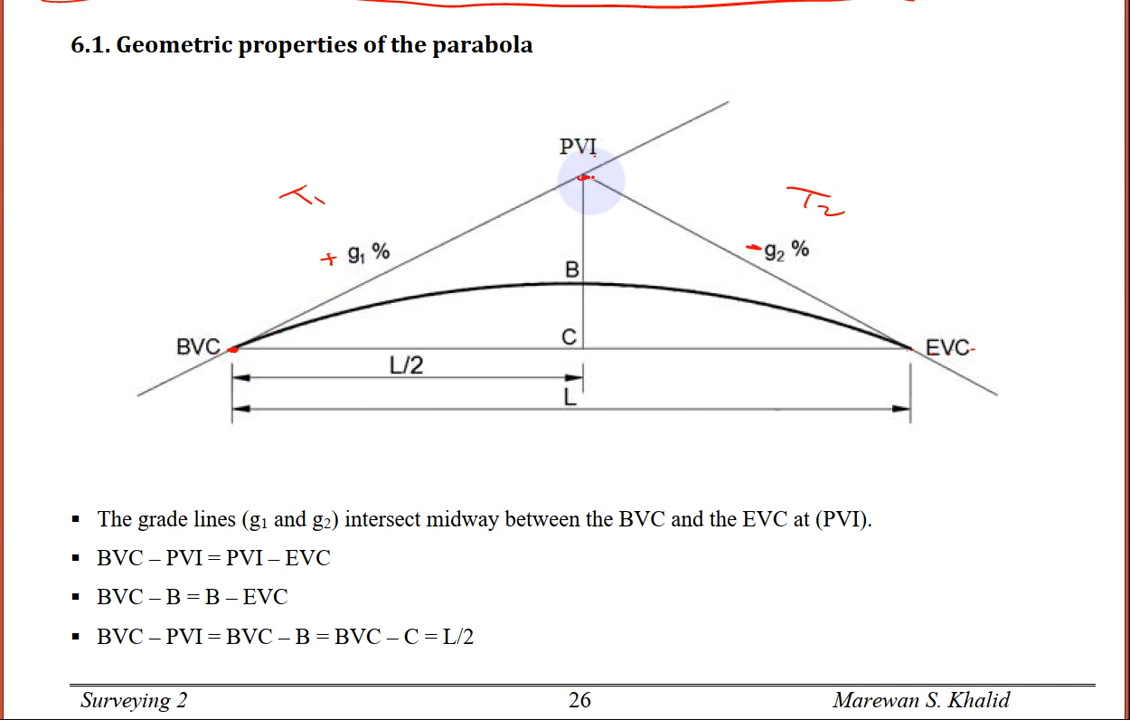 6.1. Geometric properties of the parabola
PVI
T₁
T₂
+ g₁ %
-g₂ %
B
BVC
C
EVC-
L/2
L
▪ The grade lines (g₁ and g₂) intersect midway between the BVC and the EVC at (PVI).
▪ BVC – PVI = PVI – EVC
▪ BVC – B = B – EVC
▪ BVC – PVI = BVC – B = BVC – C = L/2
Surveying 2 26 Marewan S. Khalid